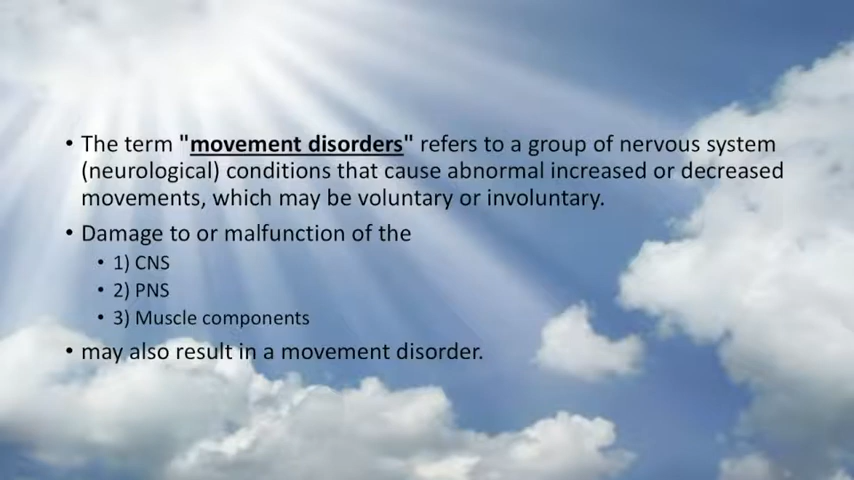 • The term "movement disorders" refers to a group of nervous system
(neurological) conditions that cause abnormal increased or decreased
movements, which may be voluntary or involuntary.
• Damage to or malfunction of the
• 1) CNS
• 2) PNS
• 3) Muscle components
• may also result in a movement disorder.